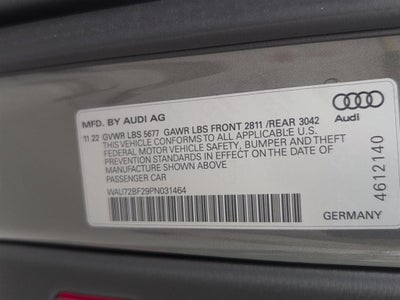 MFD. BY AUDI AG
11.22 GVWR LBS 5677 GAWR LBS FRONT 2811 /REAR 3042
THIS VEHICLE CONFORMS TO ALL APPLICABLE U.S.
FEDERAL MOTOR VEHICLE SAFETY, BUMPER AND THEFT
PREVENTION STANDARDS IN EFFECT ON THE DATE OF
MANUFACTURE SHOWN ABOVE
PASSENGER CAR
WAU72BF29PN031464
Audi
4612140
GERMANY